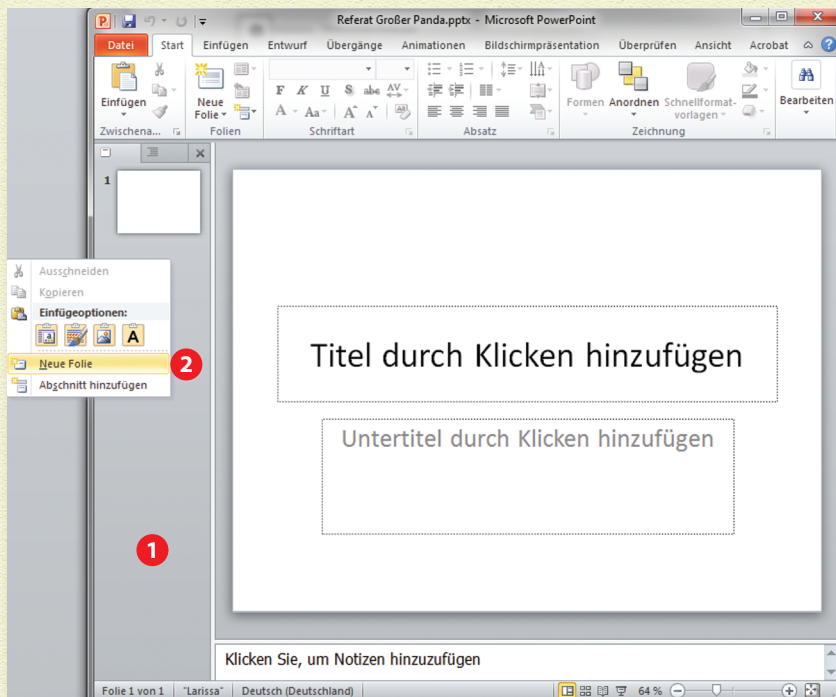 Referat Großer Panda.pptx - Microsoft PowerPoint
Datei Start Einfügen Entwurf Übergänge Animationen Bildschirmpräsentation Überprüfen Ansicht Acrobat
Einfügen
Neue
Folie
F K U S abc AV
A Aa A A
Formen Anordnen Schnellformat-
vorlagen
Bearbeiten
Zwischena... Folien Schriftart Absatz Zeichnung
1
Ausschneiden
Kopieren
Einfügeoptionen:
a A
Neue Folie
2
Abschnitt hinzufügen
Titel durch Klicken hinzufügen
Untertitel durch Klicken hinzufügen
1
Klicken Sie, um Notizen hinzuzufügen
Folie 1 von 1 "Larissa" Deutsch (Deutschland) 64 %